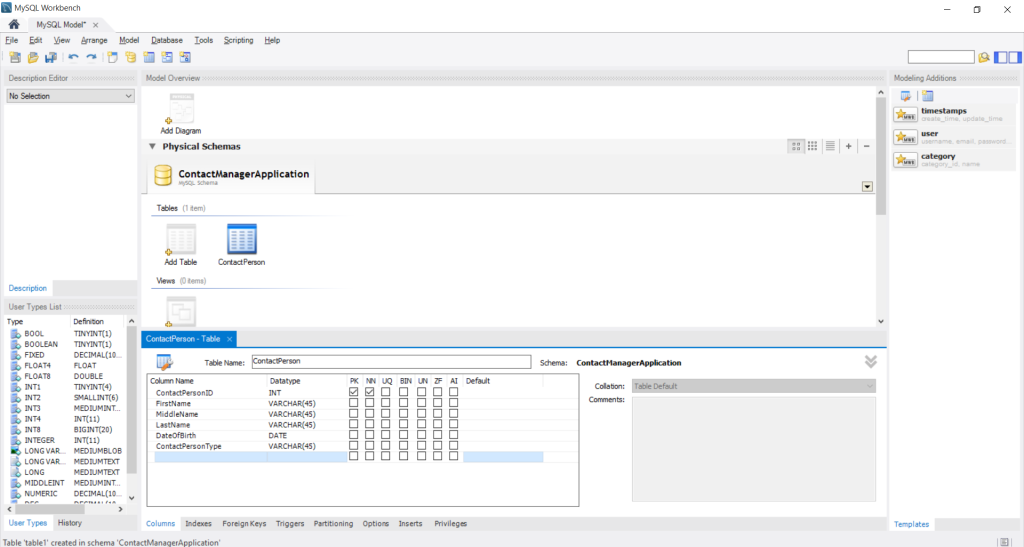 MySQL Workbench
MySQL Model* ×
File Edit View Arrange Model Database Tools Scripting Help
Description Editor
No Selection
Description
User Types List
Type Definition
BOOL TINYINT(1)
BOOLEAN TINYINT(1)
FIXED DECIMAL(10...
FLOAT4 FLOAT
FLOAT8 DOUBLE
INT1 TINYINT(4)
INT2 SMALLINT(6)
INT3 MEDIUMINT...
INT4 INT(11)
INT8 BIGINT(20)
INTEGER INT(11)
LONG VAR... MEDIUMBLOB
LONG VAR... MEDIUMTEXT
LONG MEDIUMTEXT
MIDDLEINT MEDIUMINT...
NUMERIC DECIMAL(10...
User Types History
Model Overview
Add Diagram
Physical Schemas
ContactManagerApplication
MySQL Schema
Tables (1 item)
Add Table ContactPerson
Views (0 items)
ContactPerson - Table ×
Table Name: ContactPerson Schema: ContactManagerApplication
Column Name Datatype PK NN UQ BIN UN ZF AI Default
ContactPersonID INT
FirstName VARCHAR(45)
MiddleName VARCHAR(45)
LastName VARCHAR(45)
DateOfBirth DATE
ContactPersonType VARCHAR(45)
Collation: Table Default
Comments:
Columns Indexes Foreign Keys Triggers Partitioning Options Inserts Privileges
Modeling Additions
timestamps
create_time, update_time
user
username, email, password...
category
category_id, name
Templates
Table 'table1' created in schema 'ContactManagerApplication'